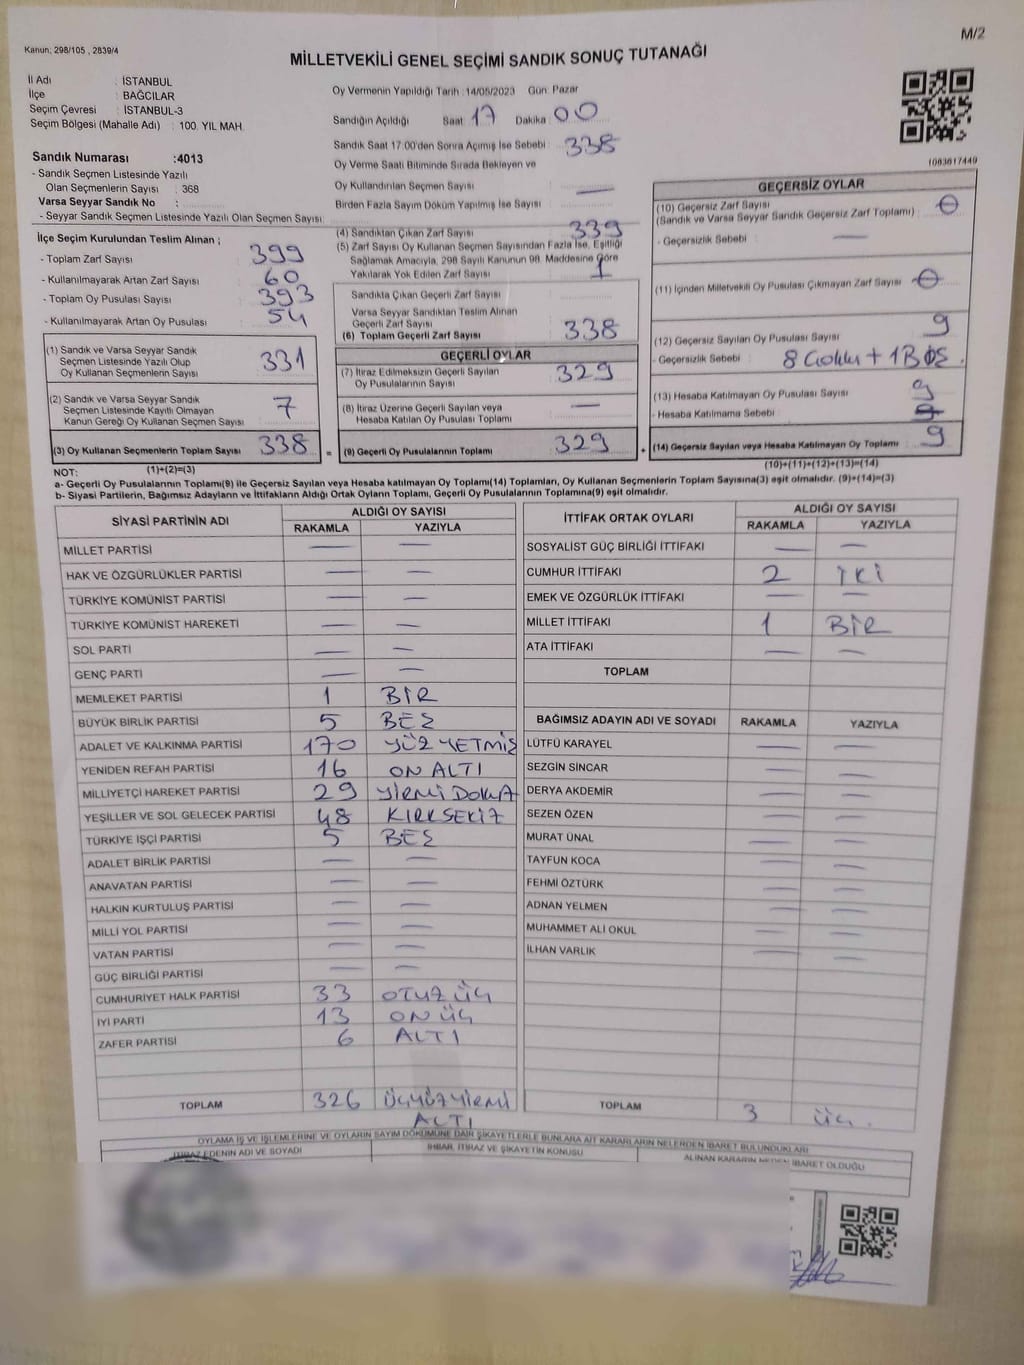 Kanun: 298/105 , 2839/4
M/2
MİLLETVEKİLİ GENEL SEÇİMİ SANDIK SONUÇ TUTANAĞI
İl Adı : İSTANBUL
İlçe : BAĞCILAR
Seçim Çevresi : İSTANBUL-3
Seçim Bölgesi (Mahalle Adı) : 100. YIL MAH.
Sandık Numarası :4013
- Sandık Seçmen Listesinde Yazılı
Olan Seçmenlerin Sayısı : 368
Varsa Seyyar Sandık No :
- Seyyar Sandık Seçmen Listesinde Yazılı Olan Seçmen Sayısı:
Oy Vermenin Yapıldığı Tarih :14/05/2023 Gün: Pazar
Sandığın Açıldığı Saat 17 Dakika : 00
Sandık Saat 17:00'den Sonra Açımış İse Sebebi : 338
Oy Verme Saati Bitiminde Sırada Bekleyen ve
Oy Kullandırılan Seçmen Sayısı : —
Birden Fazla Sayım Döküm Yapılmış İse Sayısı :
1083617449
İlçe Seçim Kurulundan Teslim Alınan ;
- Toplam Zarf Sayısı : 399
- Kullanılmayarak Artan Zarf Sayısı : 60
- Toplam Oy Pusulası Sayısı : 393
- Kullanılmayarak Artan Oy Pusulası : 54
(1) Sandık ve Varsa Seyyar Sandık
Seçmen Listesinde Yazılı Olup
Oy Kullanan Seçmenlerin Sayısı : 331
(2) Sandık ve Varsa Seyyar Sandık
Seçmen Listesinde Kayıtlı Olmayan
Kanun Gereği Oy Kullanan Seçmen Sayısı : 7
(3) Oy Kullanan Seçmenlerin Toplam Sayısı : 338
(4) Sandıktan Çıkan Zarf Sayısı : 339
(5) Zarf Sayısı Oy Kullanan Seçmen Sayısından Fazla İse, Eşitliği
Sağlamak Amacıyla, 298 Sayılı Kanunun 98. Maddesine Göre
Yakılarak Yok Edilen Zarf Sayısı : 1
Sandıkta Çıkan Geçerli Zarf Sayısı :
Varsa Seyyar Sandıktan Teslim Alınan
Geçerli Zarf Sayısı :
(6) Toplam Geçerli Zarf Sayısı : 338
GEÇERLİ OYLAR
(7) İtiraz Edilmeksizin Geçerli Sayılan
Oy Pusulalarının Sayısı : 329
(8) İtiraz Üzerine Geçerli Sayılan veya
Hesaba Katılan Oy Pusulası Toplamı : —
= (9) Geçerli Oy Pusulalarının Toplamı : 329 +
GEÇERSİZ OYLAR
(10) Geçersiz Zarf Sayısı
(Sandık ve Varsa Seyyar Sandık Geçersiz Zarf Toplamı) :
- Geçersizlik Sebebi : —
(11) İçinden Milletvekili Oy Pusulası Çıkmayan Zarf Sayısı :
(12) Geçersiz Sayılan Oy Pusulası Sayısı : 9
- Geçersizlik Sebebi : 8 Çoklu + 1 BOŞ.
(13) Hesaba Katılmayan Oy Pusulası Sayısı : 9
- Hesaba Katılmama Sebebi :
(14) Geçersiz Sayılan veya Hesaba Katılmayan Oy Toplamı : 9
NOT: (1)+(2)=(3)
(10)+(11)+(12)+(13)=(14)
a- Geçerli Oy Pusulalarının Toplamı(9) ile Geçersiz Sayılan veya Hesaba katılmayan Oy Toplamı(14) Toplamları, Oy Kullanan Seçmenlerin Toplam Sayısına(3) eşit olmalıdır. (9)+(14)=(3)
b- Siyasi Partilerin, Bağımsız Adayların ve İttifakların Aldığı Ortak Oyların Toplamı, Geçerli Oy Pusulalarının Toplamına(9) eşit olmalıdır.
SİYASİ PARTİNİN ADI ALDIĞI OY SAYISI
RAKAMLA YAZIYLA
MİLLET PARTİSİ — —
HAK VE ÖZGÜRLÜKLER PARTİSİ — —
TÜRKİYE KOMÜNİST PARTİSİ — —
TÜRKİYE KOMÜNİST HAREKETİ — —
SOL PARTİ — —
GENÇ PARTİ — —
MEMLEKET PARTİSİ 1 BİR
BÜYÜK BİRLİK PARTİSİ 5 BEŞ
ADALET VE KALKINMA PARTİSİ 170 YÜZ YETMİŞ
YENİDEN REFAH PARTİSİ 16 ON ALTI
MİLLİYETÇİ HAREKET PARTİSİ 29 YİRMİ DOKUZ
YEŞİLLER VE SOL GELECEK PARTİSİ 48 KIRKSEKİZ
TÜRKİYE İŞÇİ PARTİSİ 5 BEŞ
ADALET BİRLİK PARTİSİ — —
ANAVATAN PARTİSİ — —
HALKIN KURTULUŞ PARTİSİ — —
MİLLİ YOL PARTİSİ — —
VATAN PARTİSİ — —
GÜÇ BİRLİĞİ PARTİSİ — —
CUMHURİYET HALK PARTİSİ 33 OTUZ ÜÇ
İYİ PARTİ 13 ON ÜÇ
ZAFER PARTİSİ 6 ALTI
TOPLAM 326 ÜÇYÜZ YİRMİ
ALTI
İTTİFAK ORTAK OYLARI ALDIĞI OY SAYISI
RAKAMLA YAZIYLA
SOSYALİST GÜÇ BİRLİĞİ İTTİFAKI — —
CUMHUR İTTİFAKI 2 İKİ
EMEK VE ÖZGÜRLÜK İTTİFAKI — —
MİLLET İTTİFAKI 1 BİR
ATA İTTİFAKI — —
TOPLAM
BAĞIMSIZ ADAYIN ADI VE SOYADI RAKAMLA YAZIYLA
LÜTFÜ KARAYEL — —
SEZGİN SİNCAR — —
DERYA AKDEMİR — —
SEZEN ÖZEN — —
MURAT ÜNAL — —
TAYFUN KOCA — —
FEHMİ ÖZTÜRK — —
ADNAN YELMEN — —
MUHAMMET ALİ OKUL — —
İLHAN VARLIK — —
TOPLAM 3 ÜÇ.
OYLAMA İŞ VE İŞLEMLERİNE VE OYLARIN SAYIM DÖKÜMÜNE DAİR ŞİKAYETLERLE BUNLARA AİT KARARLARIN NELERDEN İBARET BULUNDUKLARI
İTİRAZ EDENİN ADI VE SOYADI İHBAR, İTİRAZ VE ŞİKAYETİN KONUSU ALINAN KARARIN NEDEN İBARET OLDUĞU